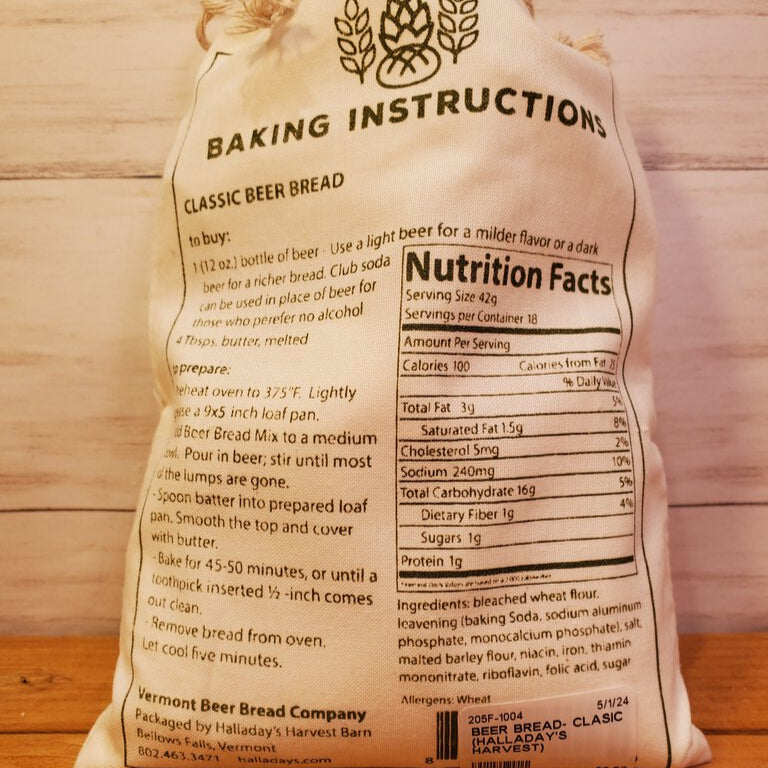 BAKING INSTRUCTIONS
CLASSIC BEER BREAD
to buy:
1 (12 oz.) bottle of beer - Use a light beer for a milder flavor or a dark
beer for a richer bread. Club soda
can be used in place of beer for
those who perefer no alcohol
4 Tbsps. butter, melted
prepare:
oven to 375°F. Lightly
a 9x5 inch loaf pan.
Beer Bread Mix to a medium
Pour in beer; stir until most
the lumps are gone.
- Spoon batter into prepared loaf
pan. Smooth the top and cover
with butter.
- Bake for 45-50 minutes, or until a
toothpick inserted ½ -inch comes
out clean.
- Remove bread from oven.
Let cool five minutes.
Vermont Beer Bread Company
Packaged by Halladay's Harvest Barn
Bellows Falls, Vermont
802.463.3471 halladays.com
Nutrition Facts
Serving Size 42g
Servings per Container 18
Amount Per Serving
Calories 100 Calories from Fat
% Daily
Total Fat 3g 5%
Saturated Fat 1.5g 8%
Cholesterol 5mg 2%
Sodium 240mg 10%
Total Carbohydrate 16g 5%
Dietary Fiber 1g 4%
Sugars 1g
Protein 1g
Ingredients: bleached wheat flour,
leavening (baking Soda, sodium aluminum
phosphate, monocalcium phosphate), salt,
malted barley flour, niacin, iron, thiamin
mononitrate, riboflavin, folic acid, sugar
Allergens: Wheat
205F-1004 5/1/24
BEER BREAD- CLASIC
(HALLADAY'S
HARVEST)
8